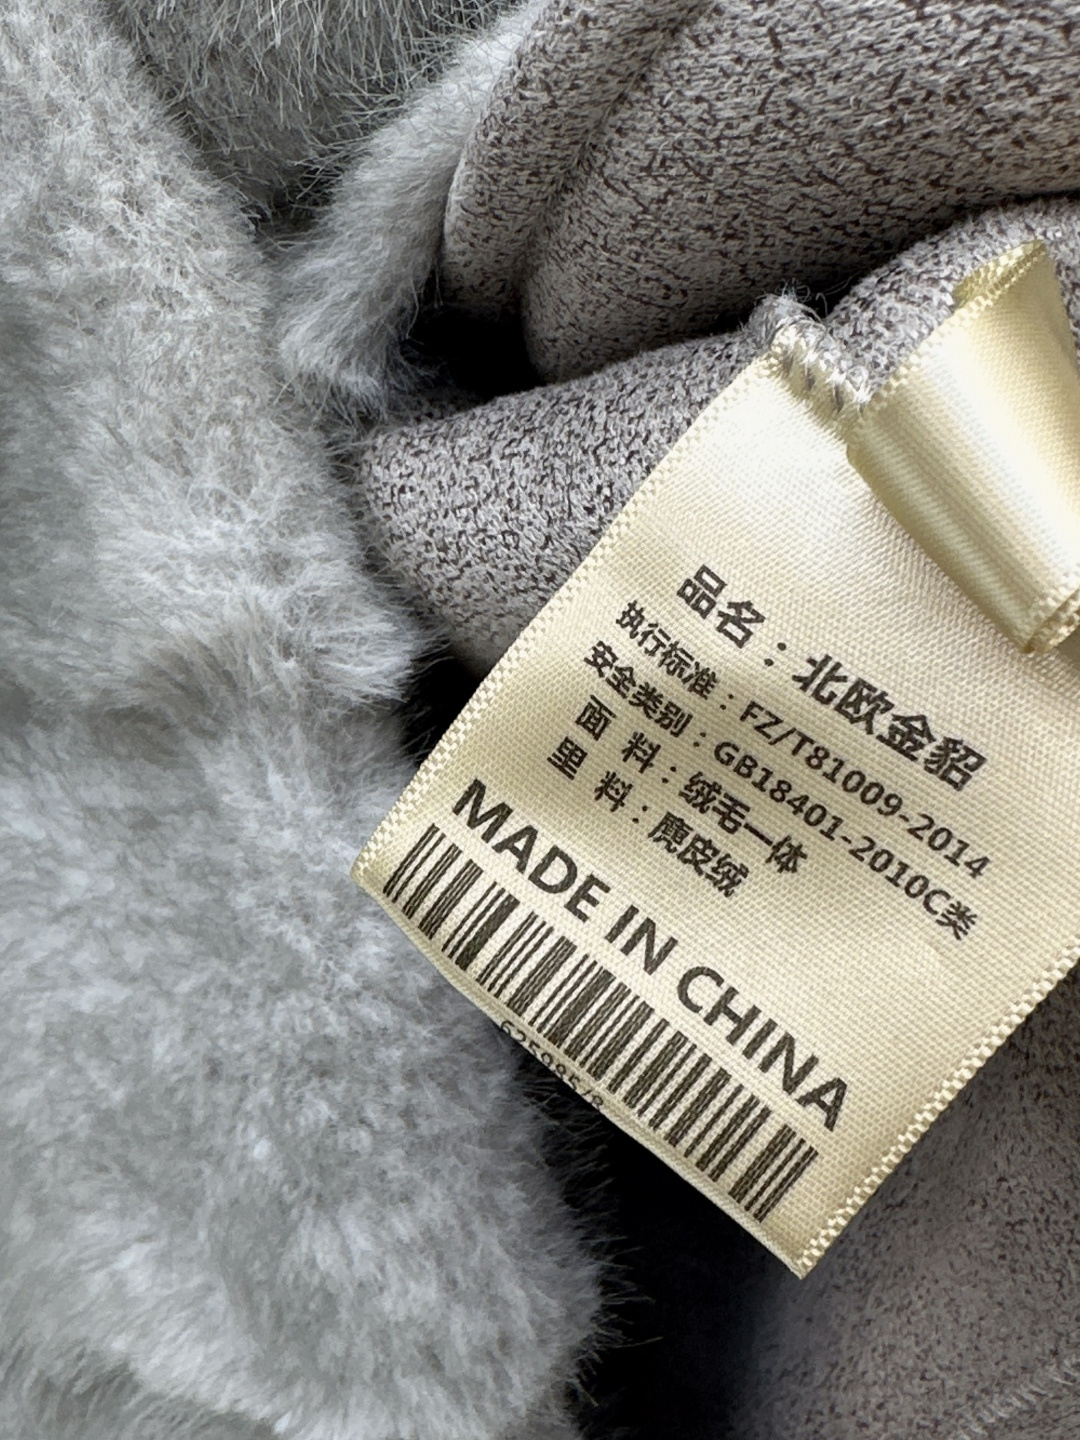 品名：北欧金貂
执行标准：FZ/T81009-2014
安全类别：GB18401-2010C类
面 料：绒毛一体
里 料：麂皮绒
MADE IN CHINA